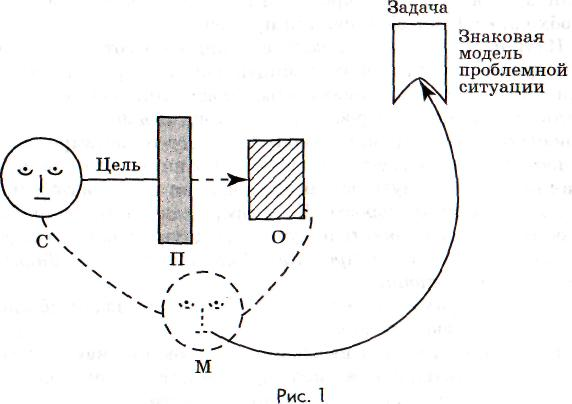 Задача
Знаковая
модель
проблемной
ситуации
Цель
С
П
О
М
Рис. 1